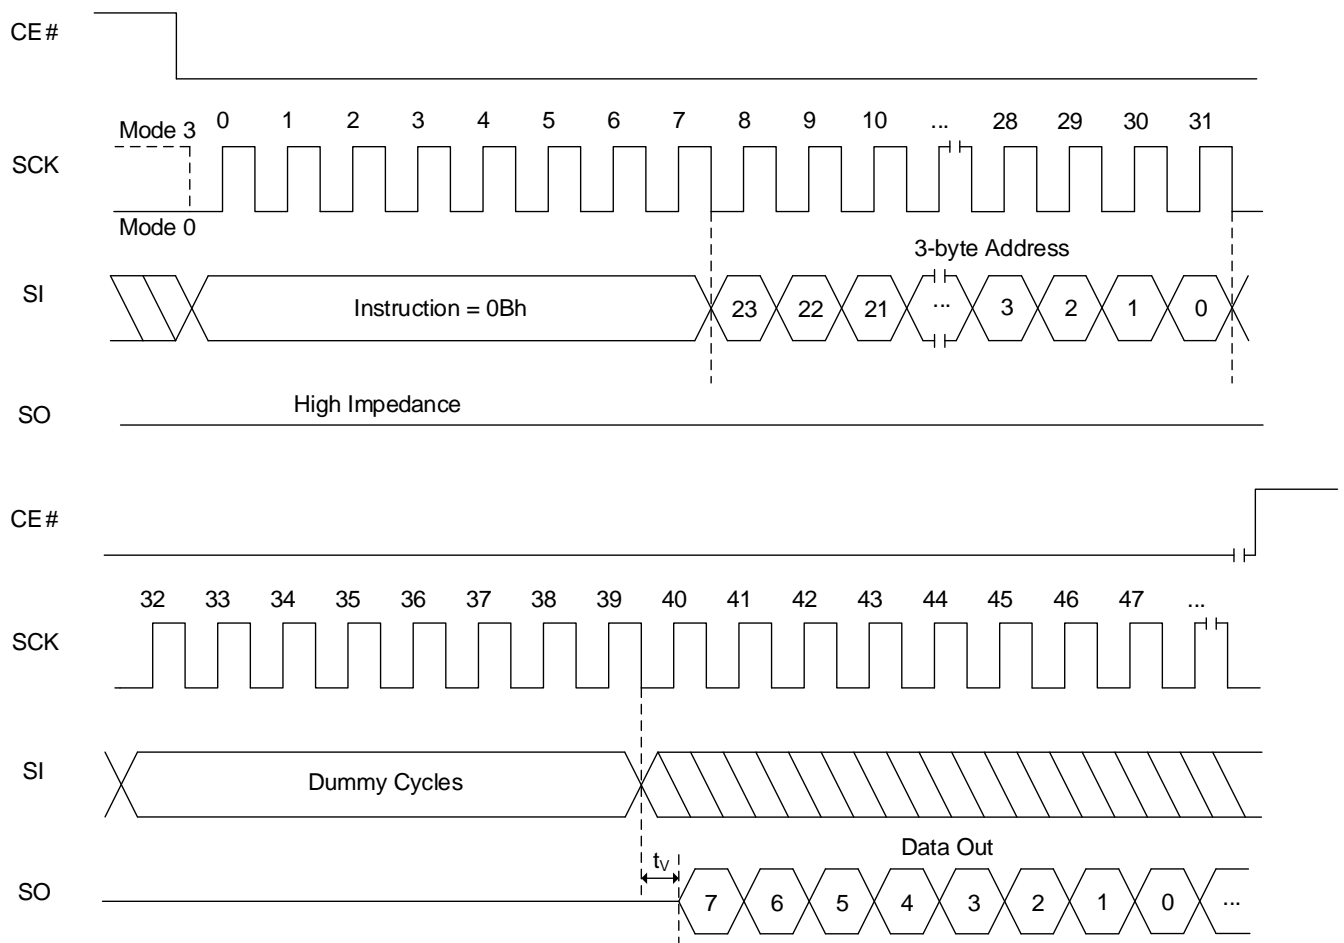 CE#
Mode 3
0 1 2 3 4 5 6 7 8 9 10 ... 28 29 30 31
SCK
Mode 0
3-byte Address
SI
Instruction = 0Bh
23 22 21 ... 3 2 1 0
High Impedance
SO
CE#
32 33 34 35 36 37 38 39 40 41 42 43 44 45 46 47 ...
SCK
SI
Dummy Cycles
Data Out
tV
SO
7 6 5 4 3 2 1 0 ...